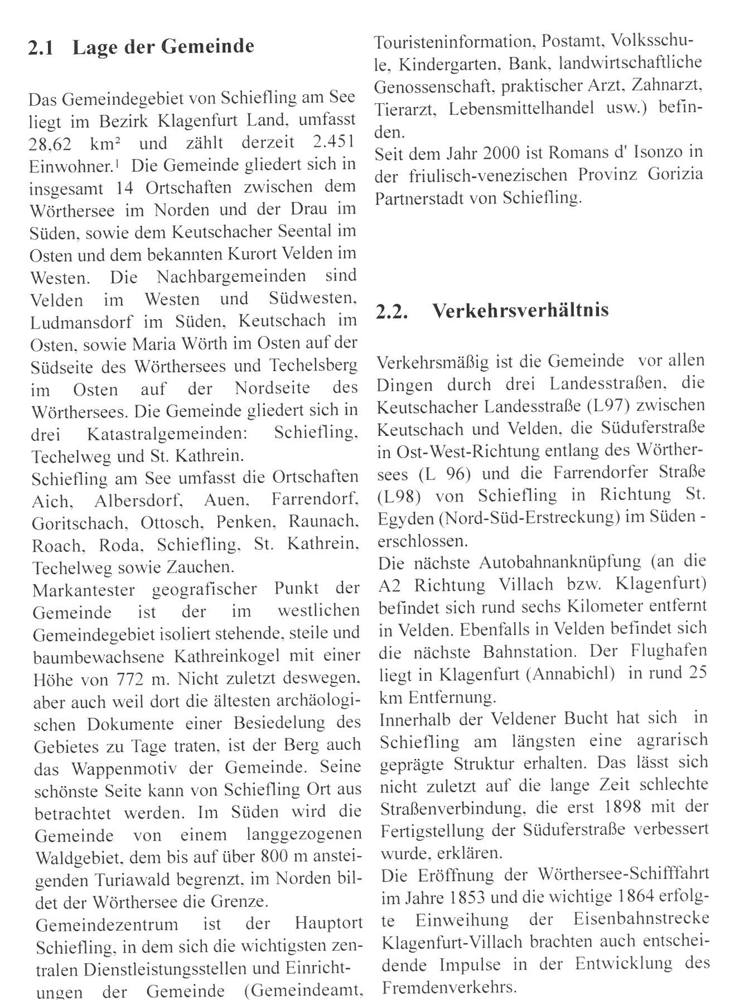 2.1 Lage der Gemeinde
Das Gemeindegebiet von Schiefling am See
liegt im Bezirk Klagenfurt Land, umfasst
28,62 km² und zählt derzeit 2.451
Einwohner.¹ Die Gemeinde gliedert sich in
insgesamt 14 Ortschaften zwischen dem
Wörthersee im Norden und der Drau im
Süden, sowie dem Keutschacher Seental im
Osten und dem bekannten Kurort Velden im
Westen. Die Nachbargemeinden sind
Velden im Westen und Südwesten,
Ludmansdorf im Süden, Keutschach im
Osten, sowie Maria Wörth im Osten auf der
Südseite des Wörthersees und Techelsberg
im Osten auf der Nordseite des
Wörthersees. Die Gemeinde gliedert sich in
drei Katastralgemeinden: Schiefling,
Techelweg und St. Kathrein.
Schiefling am See umfasst die Ortschaften
Aich, Albersdorf, Auen, Farrendorf,
Goritschach, Ottosch, Penken, Raunach,
Roach, Roda, Schiefling, St. Kathrein,
Techelweg sowie Zauchen.
Markantester geografischer Punkt der
Gemeinde ist der im westlichen
Gemeindegebiet isoliert stehende, steile und
baumbewachsene Kathreinkogel mit einer
Höhe von 772 m. Nicht zuletzt deswegen,
aber auch weil dort die ältesten archäologi-
schen Dokumente einer Besiedelung des
Gebietes zu Tage traten, ist der Berg auch
das Wappenmotiv der Gemeinde. Seine
schönste Seite kann von Schiefling Ort aus
betrachtet werden. Im Süden wird die
Gemeinde von einem langgezogenen
Waldgebiet, dem bis auf über 800 m anstei-
genden Turiawald begrenzt, im Norden bil-
det der Wörthersee die Grenze.
Gemeindezentrum ist der Hauptort
Schiefling, in dem sich die wichtigsten zen-
tralen Dienstleistungsstellen und Einricht-
ungen der Gemeinde (Gemeindeamt,
Touristeninformation, Postamt, Volksschu-
le, Kindergarten, Bank, landwirtschaftliche
Genossenschaft, praktischer Arzt, Zahnarzt,
Tierarzt, Lebensmittelhandel usw.) befin-
den.
Seit dem Jahr 2000 ist Romans d' Isonzo in
der friulisch-venezischen Provinz Gorizia
Partnerstadt von Schiefling.
2.2. Verkehrsverhältnis
Verkehrsmäßig ist die Gemeinde vor allen
Dingen durch drei Landesstraßen, die
Keutschacher Landesstraße (L97) zwischen
Keutschach und Velden, die Süduferstraße
in Ost-West-Richtung entlang des Wörther-
sees (L 96) und die Farrendorfer Straße
(L98) von Schiefling in Richtung St.
Egyden (Nord-Süd-Erstreckung) im Süden -
erschlossen.
Die nächste Autobahnanknüpfung (an die
A2 Richtung Villach bzw. Klagenfurt)
befindet sich rund sechs Kilometer entfernt
in Velden. Ebenfalls in Velden befindet sich
die nächste Bahnstation. Der Flughafen
liegt in Klagenfurt (Annabichl) in rund 25
km Entfernung.
Innerhalb der Veldener Bucht hat sich in
Schiefling am längsten eine agrarisch
geprägte Struktur erhalten. Das lässt sich
nicht zuletzt auf die lange Zeit schlechte
Straßenverbindung, die erst 1898 mit der
Fertigstellung der Süduferstraße verbessert
wurde, erklären.
Die Eröffnung der Wörthersee-Schifffahrt
im Jahre 1853 und die wichtige 1864 erfolg-
te Einweihung der Eisenbahnstrecke
Klagenfurt-Villach brachten auch entschei-
dende Impulse in der Entwicklung des
Fremdenverkehrs.